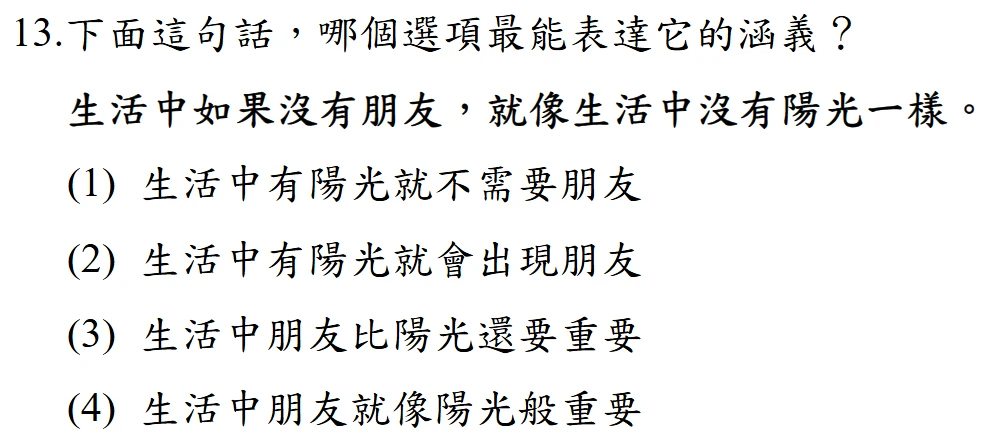 13.下面這句話，哪個選項最能表達它的涵義？
生活中如果沒有朋友，就像生活中沒有陽光一樣。
(1) 生活中有陽光就不需要朋友
(2) 生活中有陽光就會出現朋友
(3) 生活中朋友比陽光還要重要
(4) 生活中朋友就像陽光般重要